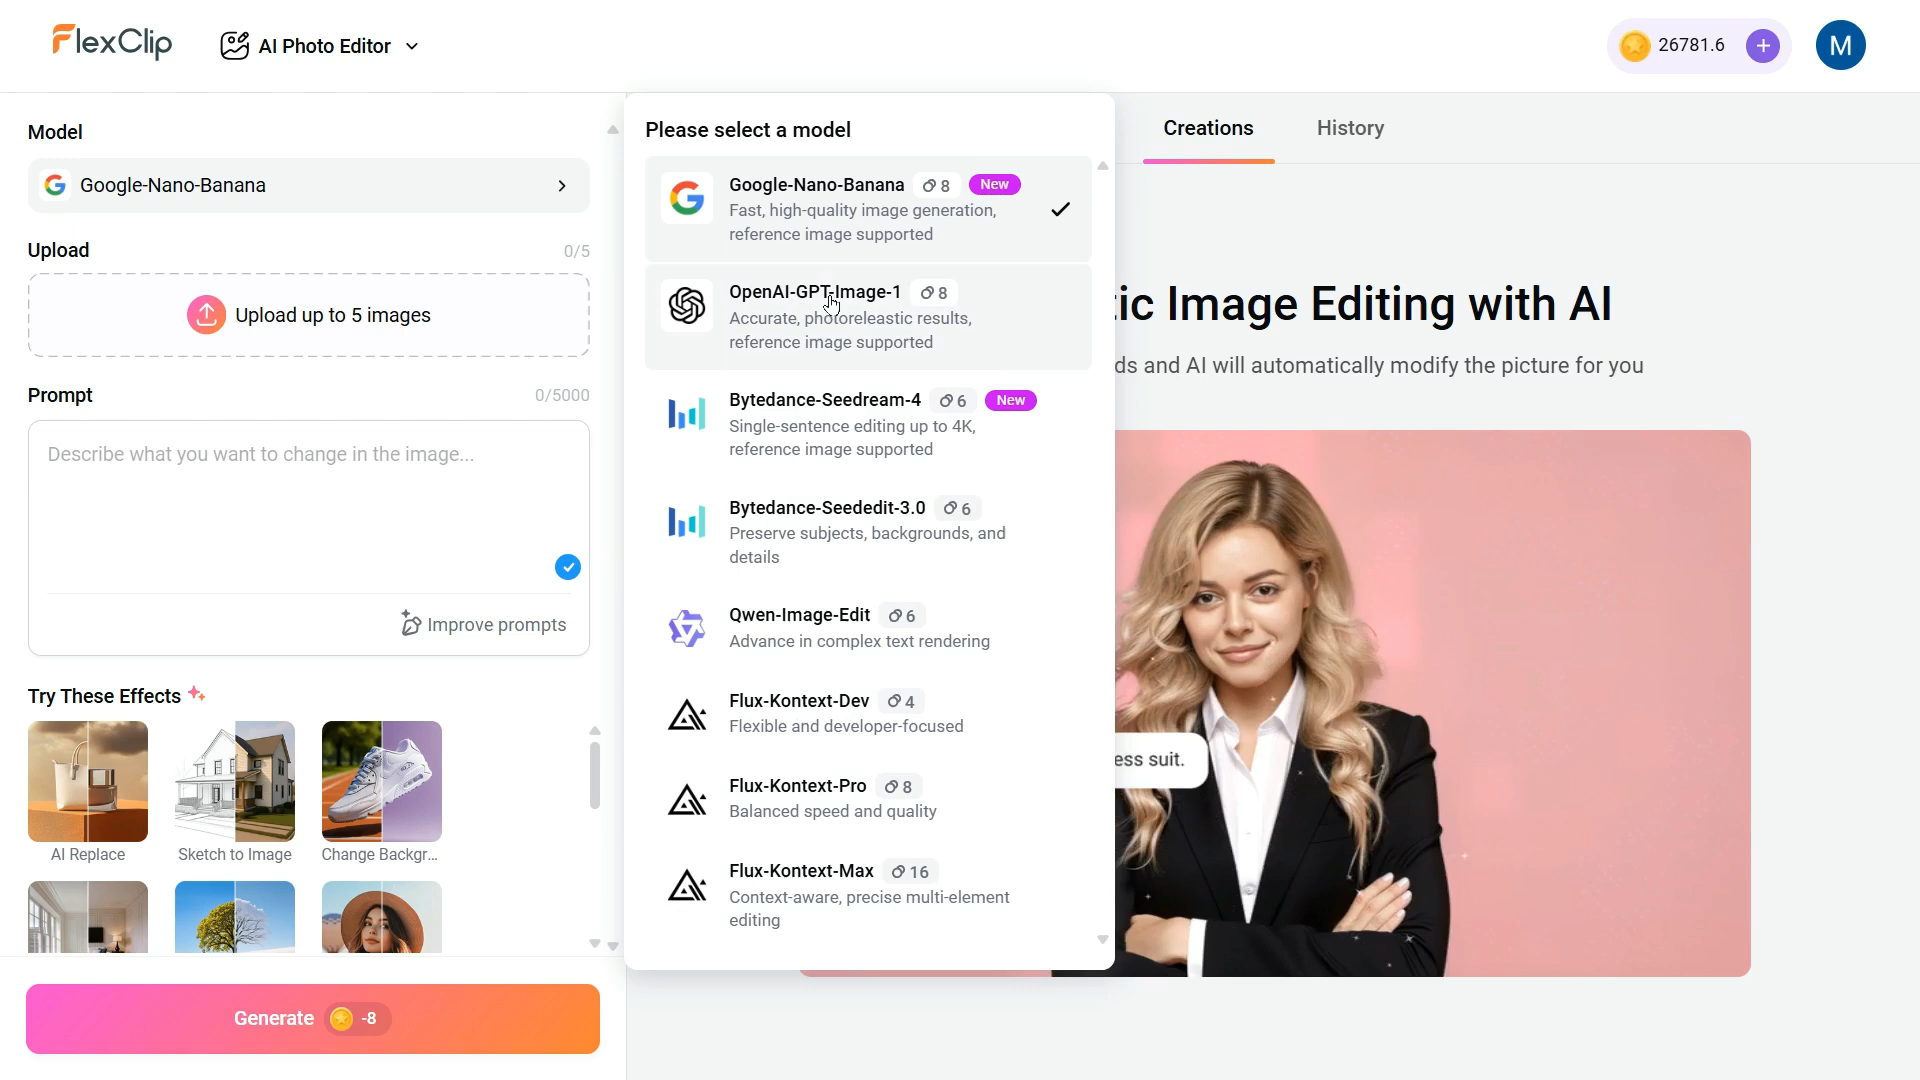 FlexClip
AI Photo Editor
26781.6
M
Model
Google-Nano-Banana
Upload
0/5
Upload up to 5 images
Prompt
0/5000
Describe what you want to change in the image...
Improve prompts
Try These Effects
AI Replace
Sketch to Image
Change Backgr...
Generate -8
Please select a model
Google-Nano-Banana 8 New
Fast, high-quality image generation,
reference image supported
OpenAI-GPT-Image-1 8
Accurate, photoreleastic results,
reference image supported
Bytedance-Seedream-4 6 New
Single-sentence editing up to 4K,
reference image supported
Bytedance-Seededit-3.0 6
Preserve subjects, backgrounds, and
details
Qwen-Image-Edit 6
Advance in complex text rendering
Flux-Kontext-Dev 4
Flexible and developer-focused
Flux-Kontext-Pro 8
Balanced speed and quality
Flux-Kontext-Max 16
Context-aware, precise multi-element
editing
Creations
History
tic Image Editing with AI
ds and AI will automatically modify the picture for you
ess suit.